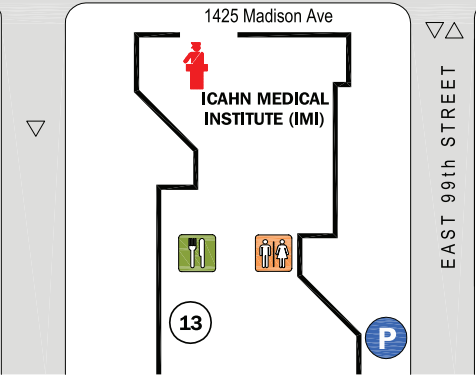 1425 Madison Ave
ICAHN MEDICAL
INSTITUTE (IMI)
EAST 99th STREET
13
P